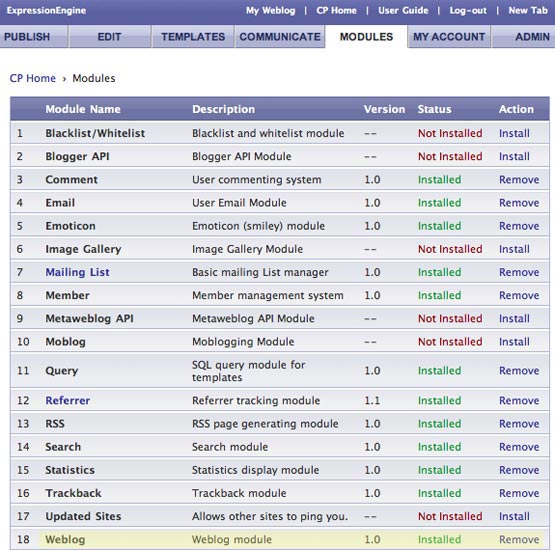 ExpressionEngine My Weblog | CP Home | User Guide | Log-out | New Tab
PUBLISH EDIT TEMPLATES COMMUNICATE MODULES MY ACCOUNT ADMIN
CP Home › Modules
Module Name Description Version Status Action
1 Blacklist/Whitelist Blacklist and whitelist module -- Not Installed Install
2 Blogger API Blogger API Module -- Not Installed Install
3 Comment User commenting system 1.0 Installed Remove
4 Email User Email Module 1.0 Installed Remove
5 Emoticon Emoticon (smiley) module 1.0 Installed Remove
6 Image Gallery Image Gallery Module -- Not Installed Install
7 Mailing List Basic mailing List manager 1.0 Installed Remove
8 Member Member management system 1.0 Installed Remove
9 Metaweblog API Metaweblog API Module -- Not Installed Install
10 Moblog Moblogging Module -- Not Installed Install
11 Query SQL query module for templates 1.0 Installed Remove
12 Referrer Referrer tracking module 1.1 Installed Remove
13 RSS RSS page generating module 1.0 Installed Remove
14 Search Search module 1.0 Installed Remove
15 Statistics Statistics display module 1.0 Installed Remove
16 Trackback Trackback module 1.0 Installed Remove
17 Updated Sites Allows other sites to ping you. -- Not Installed Install
18 Weblog Weblog module 1.0 Installed Remove